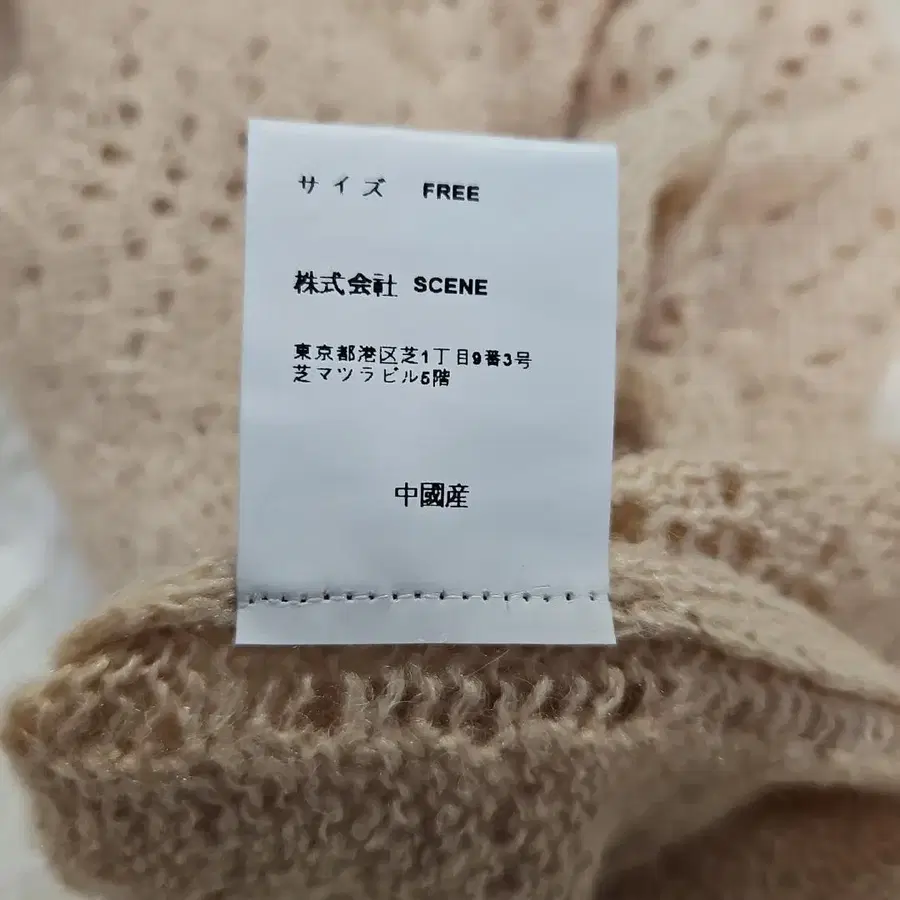 サイズ FREE
株式会社 SCENE
東京都港区芝1丁目9番3号
芝マツラビル5階
中國産